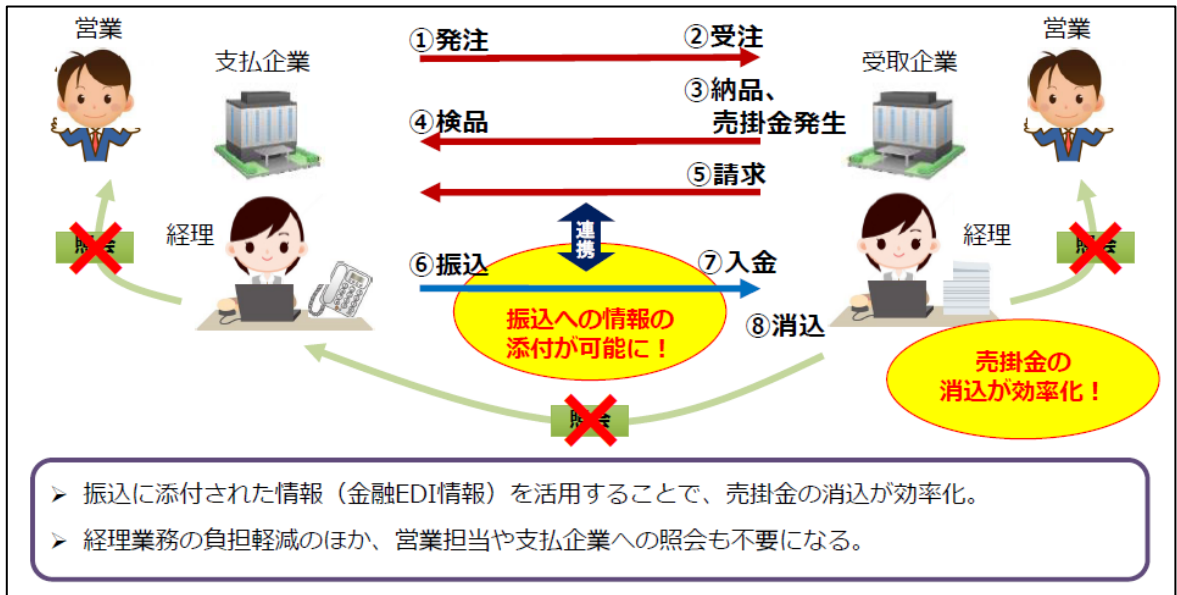 営業
支払企業
①発注
②受注
受取企業
営業
④検品
③納品、
売掛金発生
⑤請求
連携
経理
経理
照会
照会
⑥振込
⑦入金
振込への情報の
添付が可能に！
⑧消込
売掛金の
消込が効率化！
照会
➢ 振込に添付された情報（金融EDI情報）を活用することで、売掛金の消込が効率化。
➢ 経理業務の負担軽減のほか、営業担当や支払企業への照会も不要になる。